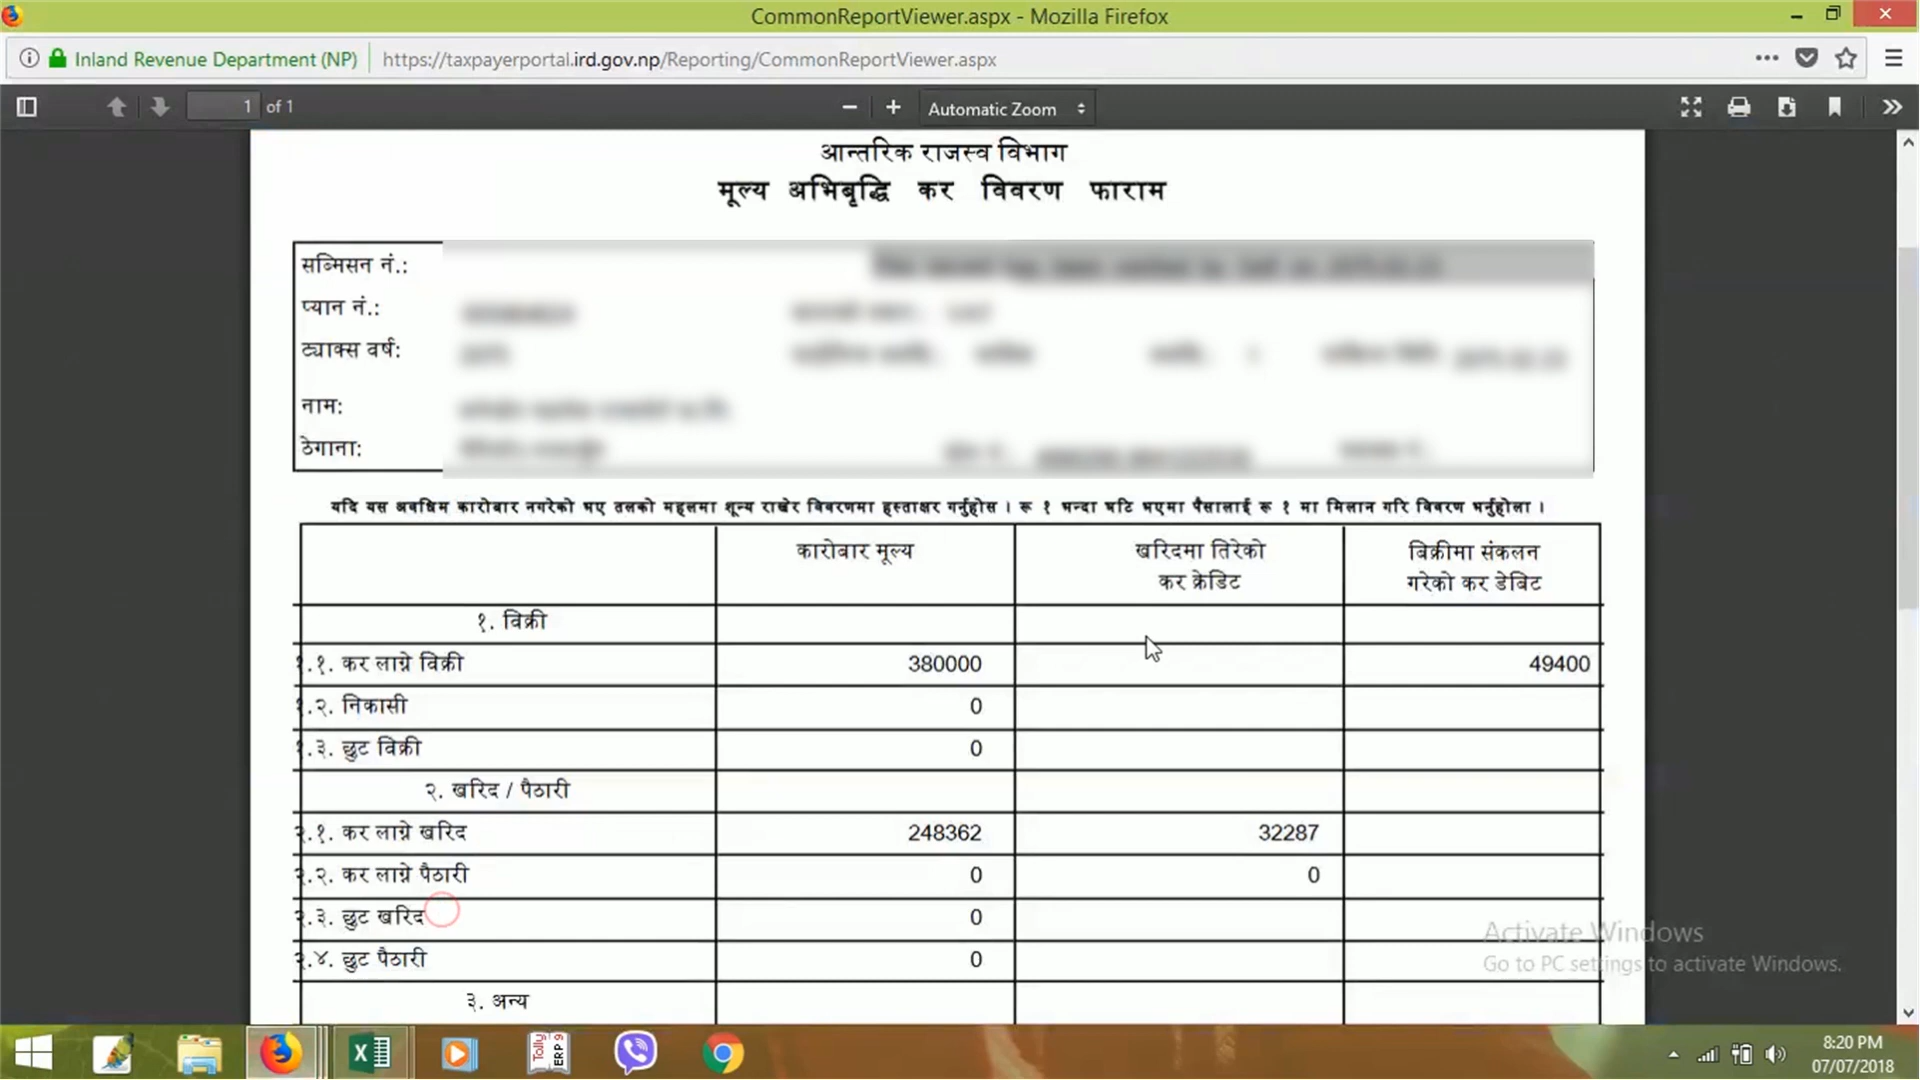 CommonReportViewer.aspx - Mozilla Firefox
Inland Revenue Department (NP)
https://taxpayerportal.ird.gov.np/Reporting/CommonReportViewer.aspx
1 of 1
Automatic Zoom
आन्तरिक राजस्व विभाग
मूल्य अभिबृद्धि कर विवरण फाराम
सब्मिसन नं.:
प्यान नं.:
ट्याक्स वर्ष:
नाम:
ठेगाना:
यदि यस अवधिम कारोबार नगरेको भए तलको महलमा शून्य राखेर विवरणमा हस्ताक्षर गर्नुहोस । रू १ भन्दा घटि भएमा पैसालाई रू १ मा मिलान गरि विवरण भर्नुहोला ।
कारोबार मूल्य
खरिदमा तिरेको
कर क्रेडिट
बिक्रीमा संकलन
गरेको कर डेबिट
१. विक्री
१.१. कर लाग्ने विक्री 380000 49400
१.२. निकासी 0
१.३. छुट विक्री 0
२. खरिद / पैठारी
२.१. कर लाग्ने खरिद 248362 32287
२.२. कर लाग्ने पैठारी 0 0
२.३. छुट खरिद 0
२.४. छुट पैठारी 0
३. अन्य
Activate Windows
Go to PC settings to activate Windows.
Tally
ERP 9
8:20 PM
07/07/2018